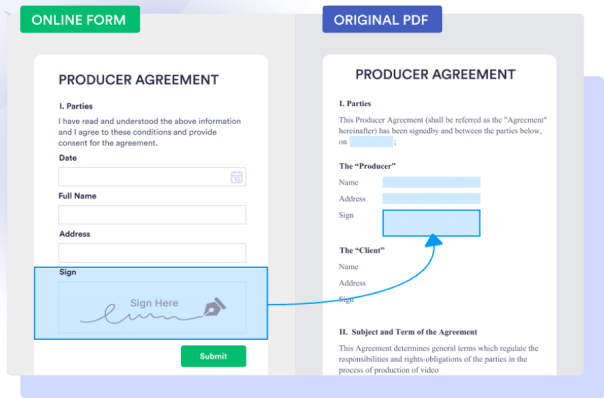 ONLINE FORM
PRODUCER AGREEMENT
I. Parties
I have read and understood the above information
and I agree to these conditions and provide
consent for the agreement.
Date
Full Name
Address
Sign
Sign Here
Submit
ORIGINAL PDF
PRODUCER AGREEMENT
I. Parties
This Producer Agreement (shall be referred as the "Agreement"
hereinafter) has been signedby and between the parties below,
on ;
The “Producer”
Name
Address
Sign
The “Client”
Name
Address
Sign
II. Subject and Term of the Agreement
This Agreement determines general terms which regulate the
responsibilities and rights-obligations of the parties in the
process of production of video